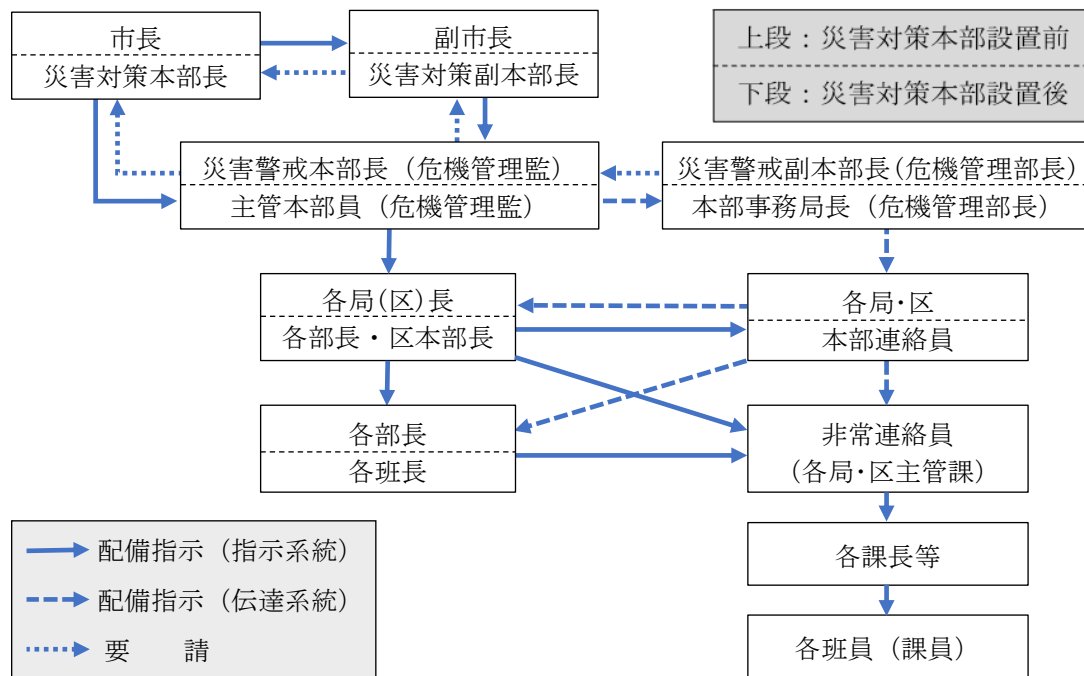 市長
災害対策本部長
副市長
災害対策副本部長
上段：災害対策本部設置前
下段：災害対策本部設置後
災害警戒本部長（危機管理監）
主管本部員（危機管理監）
災害警戒副本部長(危機管理部長)
本部事務局長（危機管理部長）
各局(区)長
各部長・区本部長
各局・区
本部連絡員
各部長
各班長
非常連絡員
(各局・区主管課)
配備指示（指示系統）
配備指示（伝達系統）
要　　請
各課長等
各班員（課員）